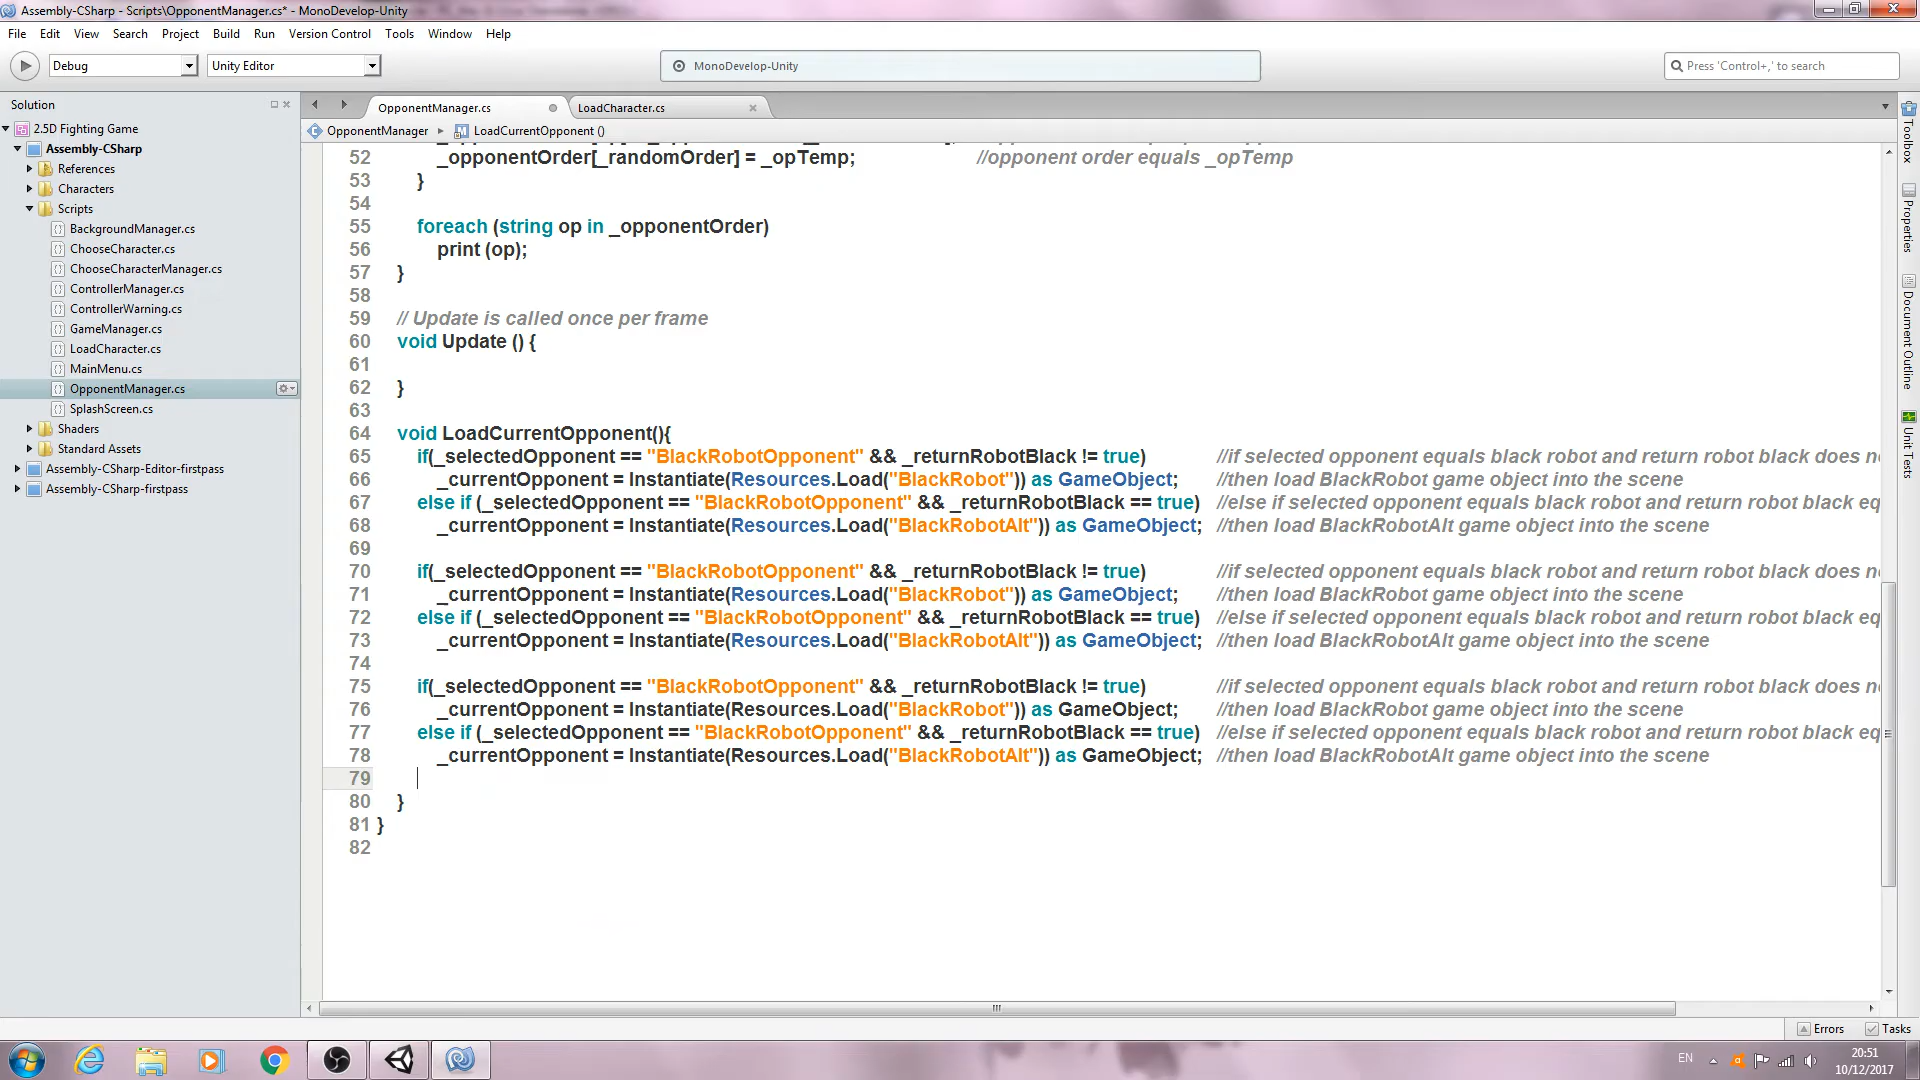 Assembly-CSharp - Scripts\OpponentManager.cs* - MonoDevelop-Unity
File Edit View Search Project Build Run Version Control Tools Window Help
Debug Unity Editor MonoDevelop-Unity Press 'Control+,' to search
Solution
2.5D Fighting Game
Assembly-CSharp
References
Characters
Scripts
BackgroundManager.cs
ChooseCharacter.cs
ChooseCharacterManager.cs
ControllerManager.cs
ControllerWarning.cs
GameManager.cs
LoadCharacter.cs
MainMenu.cs
OpponentManager.cs
SplashScreen.cs
Shaders
Standard Assets
Assembly-CSharp-Editor-firstpass
Assembly-CSharp-firstpass
OpponentManager.cs LoadCharacter.cs
OpponentManager LoadCurrentOpponent ()
52 _opponentOrder[_randomOrder] = _opTemp; //opponent order equals _opTemp
53 }
54
55 foreach (string op in _opponentOrder)
56 print (op);
57 }
58
59 // Update is called once per frame
60 void Update () {
61
62 }
63
64 void LoadCurrentOpponent(){
65 if(_selectedOpponent == "BlackRobotOpponent" && _returnRobotBlack != true) //if selected opponent equals black robot and return robot black does
66 _currentOpponent = Instantiate(Resources.Load("BlackRobot")) as GameObject; //then load BlackRobot game object into the scene
67 else if (_selectedOpponent == "BlackRobotOpponent" && _returnRobotBlack == true) //else if selected opponent equals black robot and return robot black
68 _currentOpponent = Instantiate(Resources.Load("BlackRobotAlt")) as GameObject; //then load BlackRobotAlt game object into the scene
69
70 if(_selectedOpponent == "BlackRobotOpponent" && _returnRobotBlack != true) //if selected opponent equals black robot and return robot black does
71 _currentOpponent = Instantiate(Resources.Load("BlackRobot")) as GameObject; //then load BlackRobot game object into the scene
72 else if (_selectedOpponent == "BlackRobotOpponent" && _returnRobotBlack == true) //else if selected opponent equals black robot and return robot black
73 _currentOpponent = Instantiate(Resources.Load("BlackRobotAlt")) as GameObject; //then load BlackRobotAlt game object into the scene
74
75 if(_selectedOpponent == "BlackRobotOpponent" && _returnRobotBlack != true) //if selected opponent equals black robot and return robot black does
76 _currentOpponent = Instantiate(Resources.Load("BlackRobot")) as GameObject; //then load BlackRobot game object into the scene
77 else if (_selectedOpponent == "BlackRobotOpponent" && _returnRobotBlack == true) //else if selected opponent equals black robot and return robot black
78 _currentOpponent = Instantiate(Resources.Load("BlackRobotAlt")) as GameObject; //then load BlackRobotAlt game object into the scene
79
80 }
81 }
82
Toolbox
Properties
Document Outline
Unit Tests
Errors Tasks
EN
20:51
10/12/2017